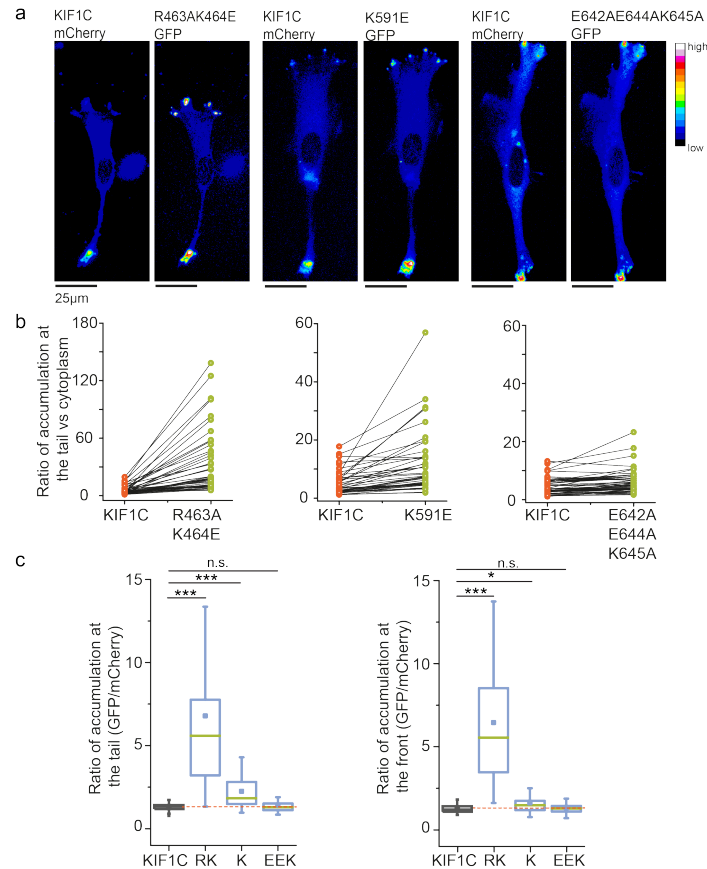 a
KIF1C
mCherry
R463AK464E
GFP
KIF1C
mCherry
K591E
GFP
KIF1C
mCherry
E642AE644AK645A
GFP
high
low
25µm
b
Ratio of accumulation at
the tail vs cytoplasm
180
120
60
0
KIF1C
R463A
K464E
60
40
20
0
KIF1C
K591E
60
40
20
0
KIF1C
E642A
E644A
K645A
c
Ratio of accumulation at
the tail (GFP/mCherry)
15
10
5
0
n.s.
***
***
KIF1C RK K EEK
Ratio of accumulation at
the front (GFP/mCherry)
15
10
5
0
n.s.
*
***
KIF1C RK K EEK